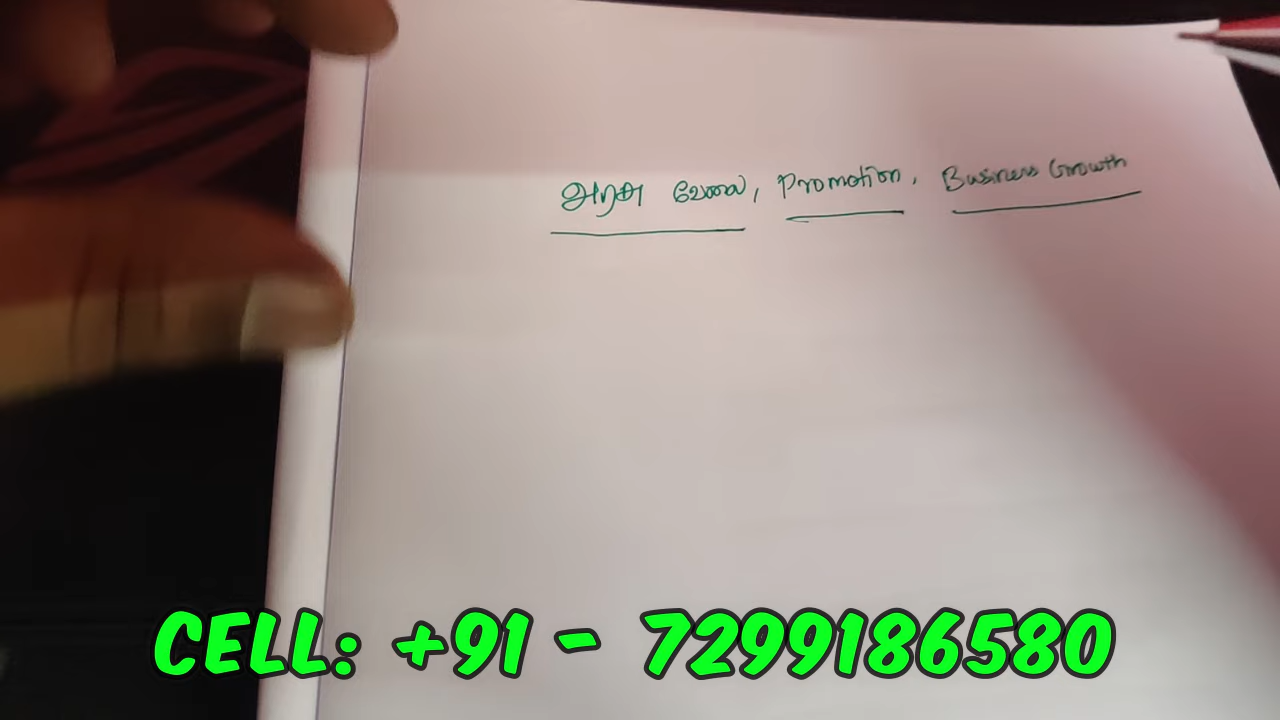 அரசு வேலை, Promotion, Business Growth
CELL: +91 - 7299186580